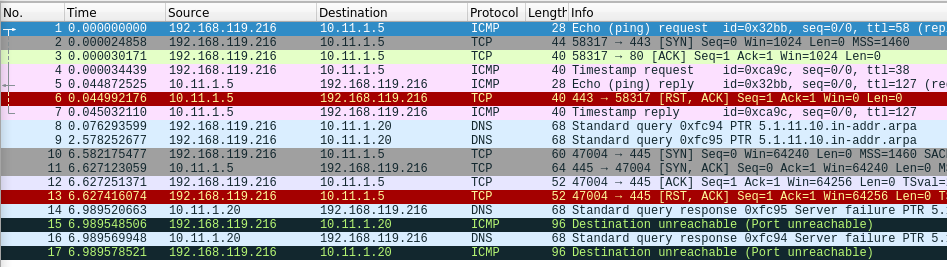 No. Time Source Destination Protocol Length Info
1 0.000000000 192.168.119.216 10.11.1.5 ICMP 28 Echo (ping) request id=0x32bb, seq=0/0, ttl=58 (rep
2 0.000024858 192.168.119.216 10.11.1.5 TCP 44 58317 → 443 [SYN] Seq=0 Win=1024 Len=0 MSS=1460
3 0.000030171 192.168.119.216 10.11.1.5 TCP 40 58317 → 80 [ACK] Seq=1 Ack=1 Win=1024 Len=0
4 0.000034439 192.168.119.216 10.11.1.5 ICMP 40 Timestamp request id=0xca9c, seq=0/0, ttl=38
5 0.044872525 10.11.1.5 192.168.119.216 ICMP 28 Echo (ping) reply id=0x32bb, seq=0/0, ttl=127 (re
6 0.044992176 10.11.1.5 192.168.119.216 TCP 40 443 → 58317 [RST, ACK] Seq=1 Ack=1 Win=0 Len=0
7 0.045032110 10.11.1.5 192.168.119.216 ICMP 40 Timestamp reply id=0xca9c, seq=0/0, ttl=127
8 0.076293599 192.168.119.216 10.11.1.20 DNS 68 Standard query 0xfc94 PTR 5.1.11.10.in-addr.arpa
9 2.578252677 192.168.119.216 10.11.1.20 DNS 68 Standard query 0xfc95 PTR 5.1.11.10.in-addr.arpa
10 6.582175477 192.168.119.216 10.11.1.5 TCP 60 47004 → 445 [SYN] Seq=0 Win=64240 Len=0 MSS=1460 SACK
11 6.627123059 10.11.1.5 192.168.119.216 TCP 64 445 → 47004 [SYN, ACK] Seq=0 Ack=1 Win=64240 Len=0 M
12 6.627251371 192.168.119.216 10.11.1.5 TCP 52 47004 → 445 [ACK] Seq=1 Ack=1 Win=64256 Len=0 TSval=
13 6.627416074 192.168.119.216 10.11.1.5 TCP 52 47004 → 445 [RST, ACK] Seq=1 Ack=1 Win=64256 Len=0 TS
14 6.989520708 10.11.1.20 192.168.119.216 DNS 68 Standard query response 0xfc95 Server failure PTR 5.1
15 6.989548506 192.168.119.216 10.11.1.20 ICMP 96 Destination unreachable (Port unreachable)
16 6.989569948 10.11.1.20 192.168.119.216 DNS 68 Standard query response 0xfc94 Server failure PTR 5.1
17 6.989578521 192.168.119.216 10.11.1.20 ICMP 96 Destination unreachable (Port unreachable)